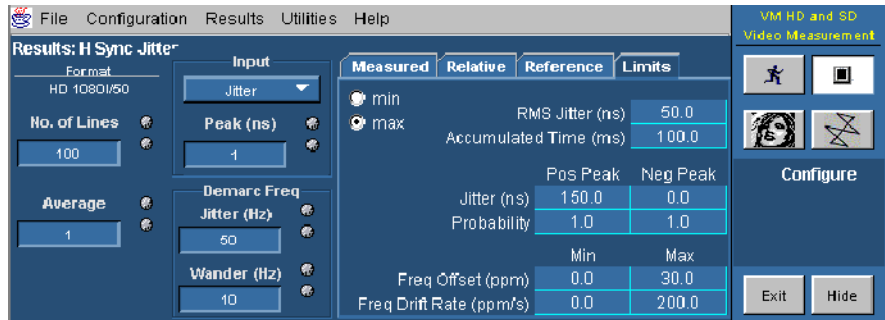 File Configuration Results Utilities Help
VM HD and SD
Video Measurement
Results: H Sync Jitter
Format
HD 1080I/50
No. of Lines
100
Average
1
Input
Jitter
Peak (ns)
1
Demarc Freq
Jitter (Hz)
50
Wander (Hz)
10
Measured Relative Reference Limits
min
max
RMS Jitter (ns) 50.0
Accumulated Time (ms) 100.0
Pos Peak Neg Peak
Jitter (ns) 150.0 0.0
Probability 1.0 1.0
Min Max
Freq Offset (ppm) 0.0 30.0
Freq Drift Rate (ppm/s) 0.0 200.0
Configure
Exit Hide